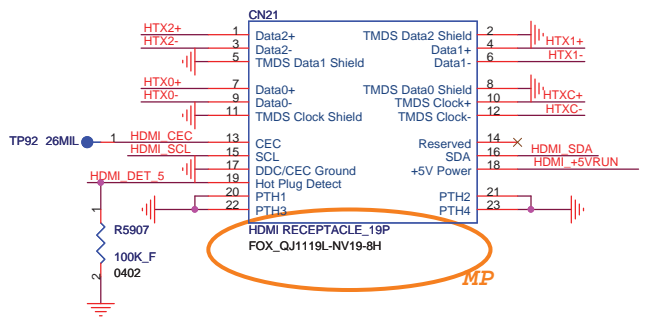 CN21
HTX2+ 1 Data2+ TMDS Data2 Shield 2
HTX2- 3 Data2- Data1+ 4 HTX1+
5 TMDS Data1 Shield Data1- 6 HTX1-
HTX0+ 7 Data0+ TMDS Data0 Shield 8
HTX0- 9 Data0- TMDS Clock+ 10 HTXC+
11 TMDS Clock Shield TMDS Clock- 12 HTXC-
TP92 26MIL 1 HDMI_CEC 13 CEC Reserved 14
HDMI_SCL 15 SCL SDA 16 HDMI_SDA
17 DDC/CEC Ground +5V Power 18 HDMI_+5VRUN
HDMI_DET_5 19 Hot Plug Detect
20 PTH1 PTH2 21
22 PTH3 PTH4 23
HDMI RECEPTACLE_19P
FOX_QJ1119L-NV19-8H
MP
1
R5907
100K_F
0402
2